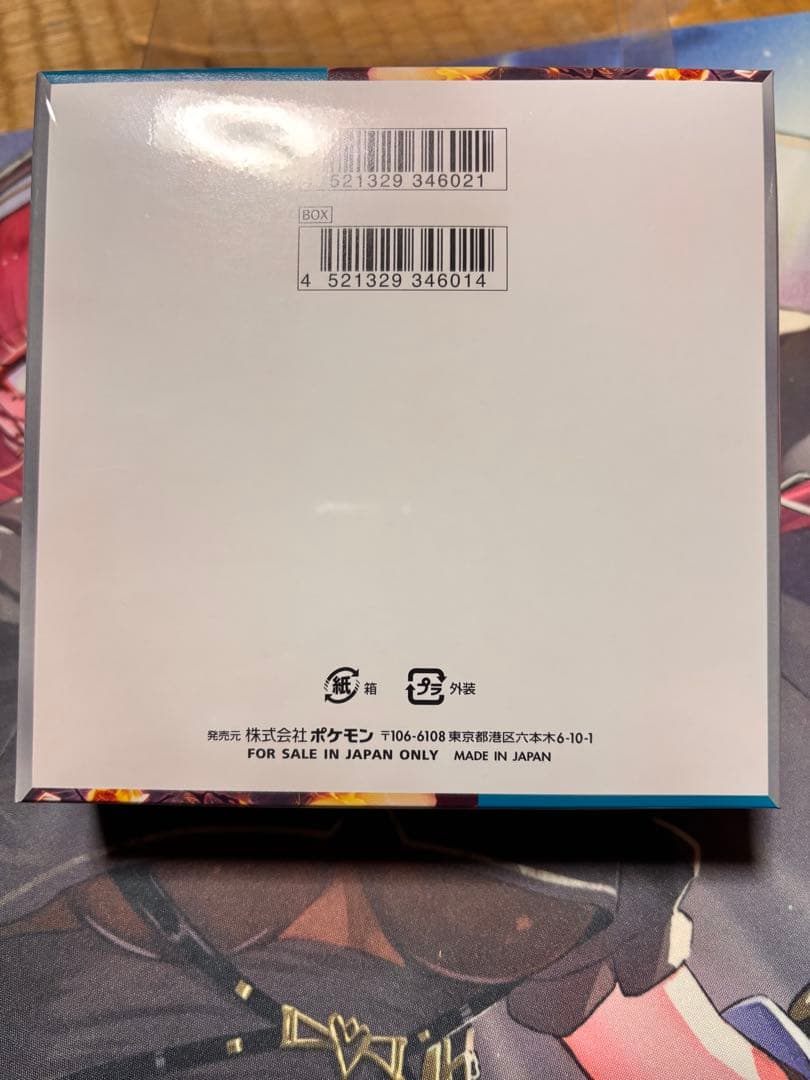 521329 346021
BOX
4 521329 346014
紙 箱 プラ 外装
発売元 株式会社 ポケモン 〒106-6108 東京都港区六本木6-10-1
FOR SALE IN JAPAN ONLY MADE IN JAPAN